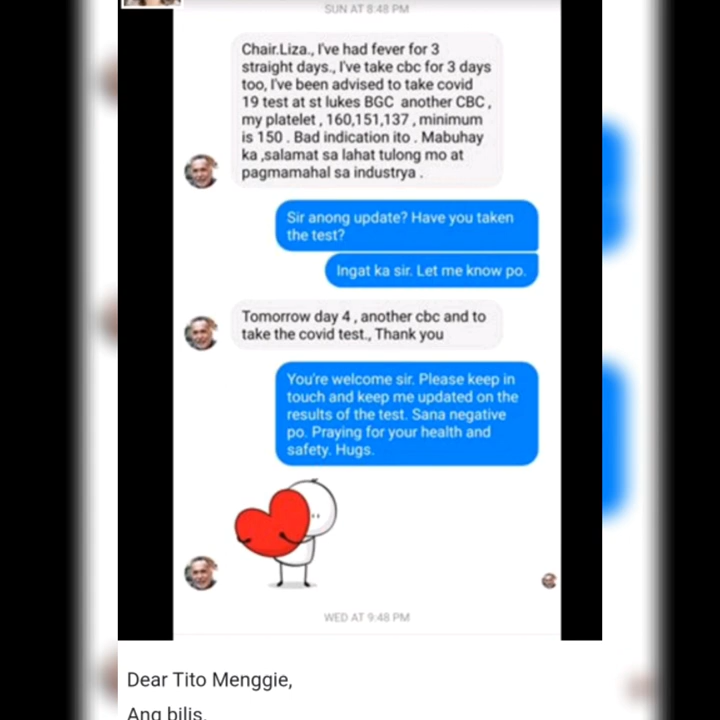 SUN AT 8:48 PM
Chair.Liza., I've had fever for 3
straight days., I've take cbc for 3 days
too, I've been advised to take covid
19 test at st lukes BGC  another CBC ,
my platelet , 160,151,137 , minimum
is 150 . Bad indication ito . Mabuhay
ka ,salamat sa lahat tulong mo at
pagmamahal sa industrya .
Sir anong update? Have you taken
the test?
Ingat ka sir. Let me know po.
Tomorrow day 4 , another cbc and to
take the covid test., Thank you
You're welcome sir. Please keep in
touch and keep me updated on the
results of the test. Sana negative
po. Praying for your health and
safety. Hugs.
WED AT 9:48 PM
Dear Tito Menggie,
Ang bilis.